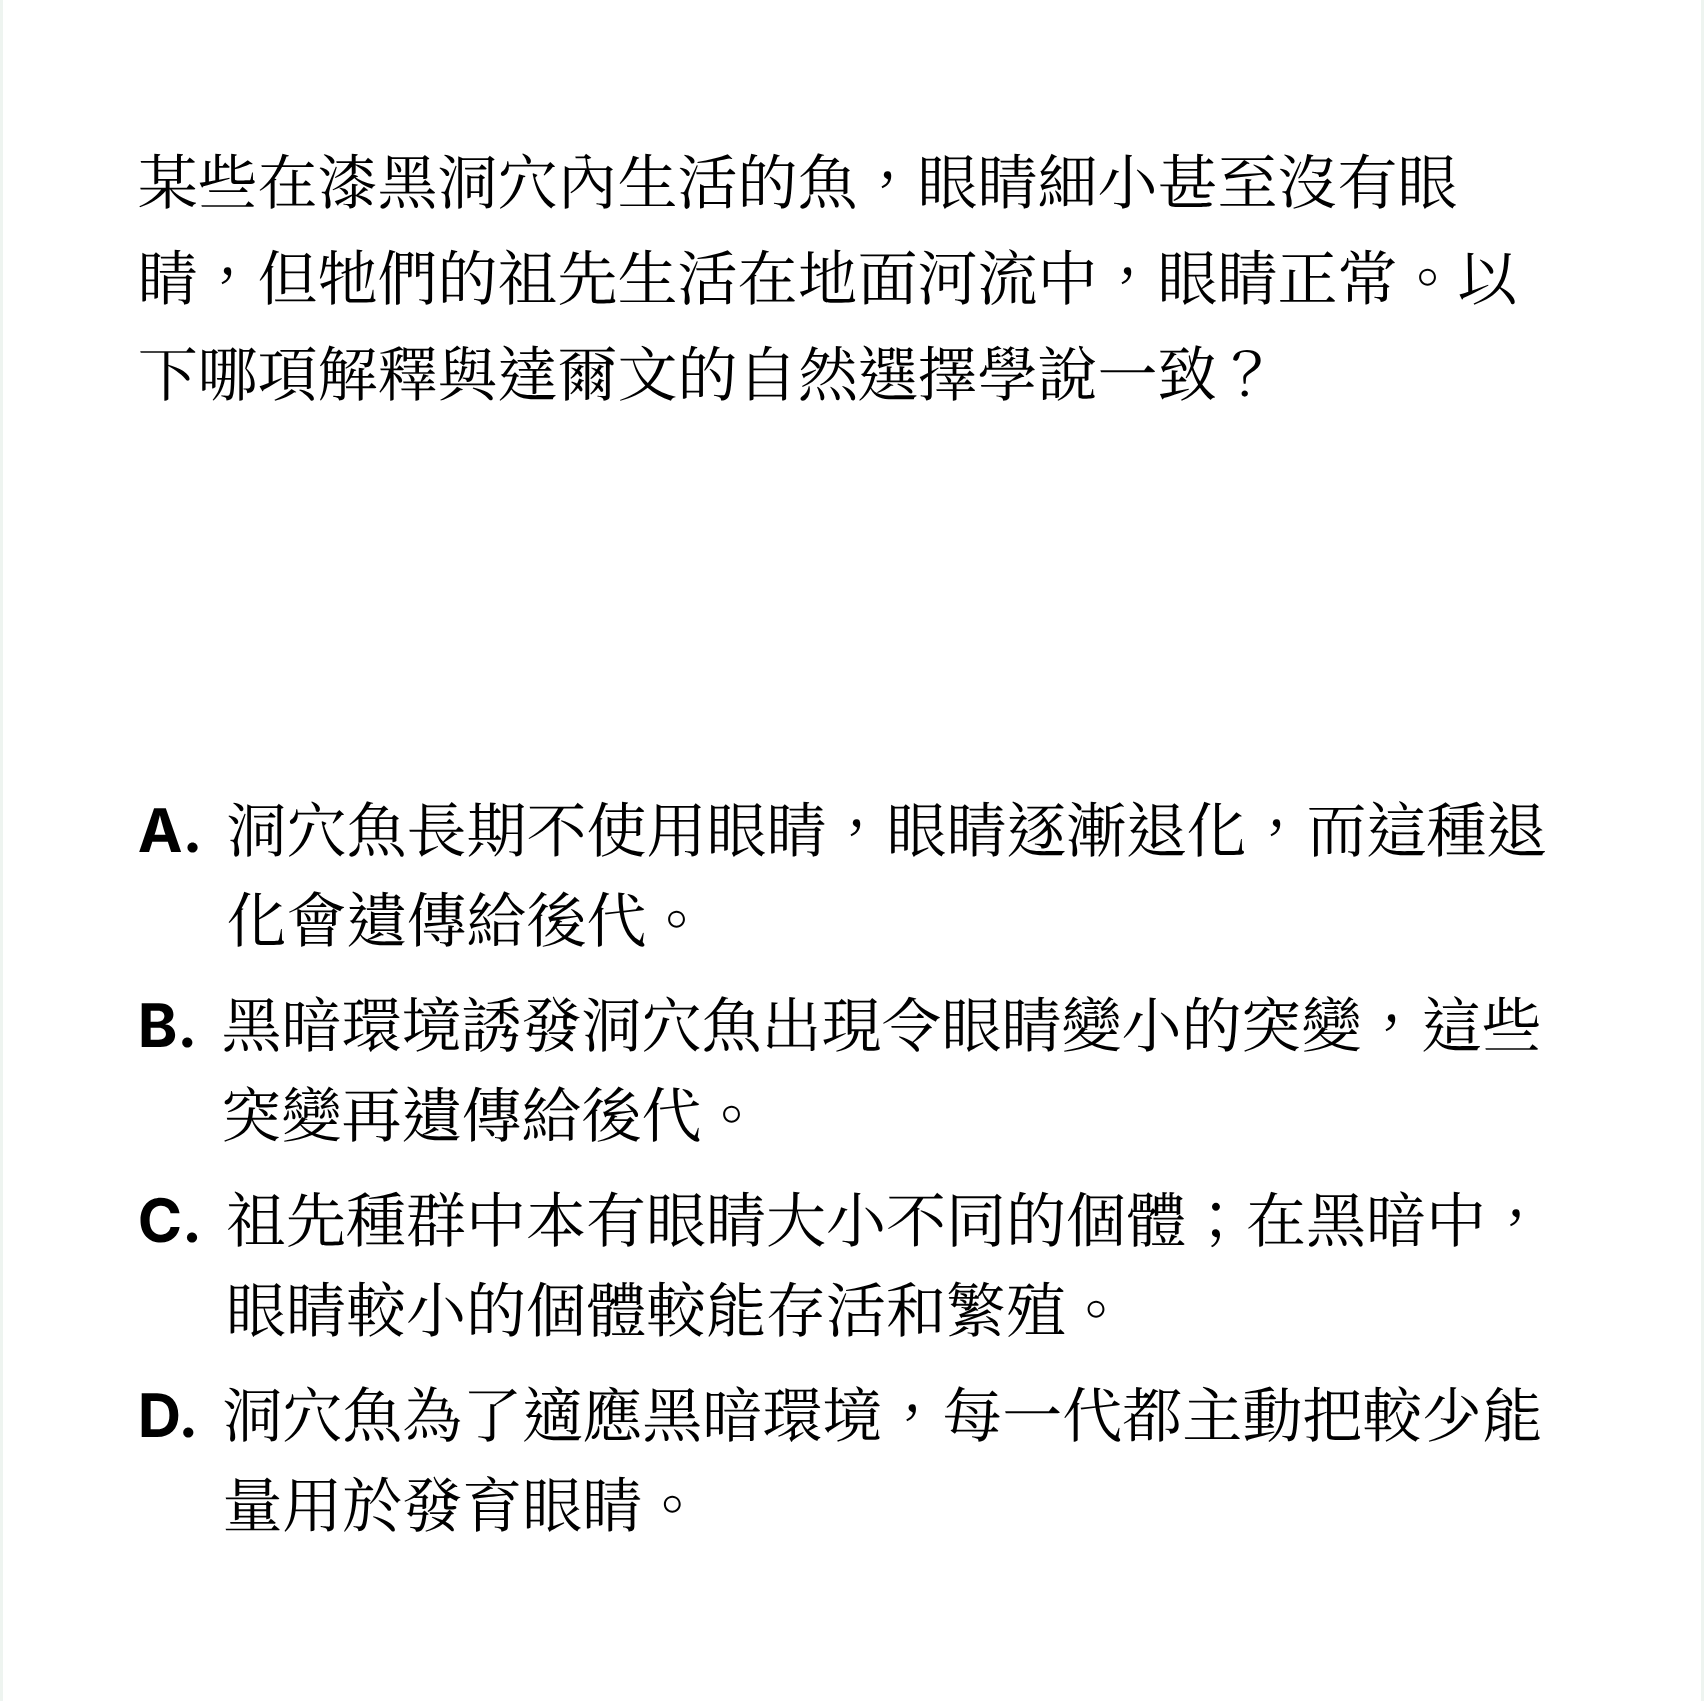 某些在漆黑洞穴內生活的魚，眼睛細小甚至沒有眼
睛，但牠們的祖先生活在地面河流中，眼睛正常。以
下哪項解釋與達爾文的自然選擇學說一致？
A. 洞穴魚長期不使用眼睛，眼睛逐漸退化，而這種退
化會遺傳給後代。
B. 黑暗環境誘發洞穴魚出現令眼睛變小的突變，這些
突變再遺傳給後代。
C. 祖先種群中本有眼睛大小不同的個體；在黑暗中，
眼睛較小的個體較能存活和繁殖。
D. 洞穴魚為了適應黑暗環境，每一代都主動把較少能
量用於發育眼睛。